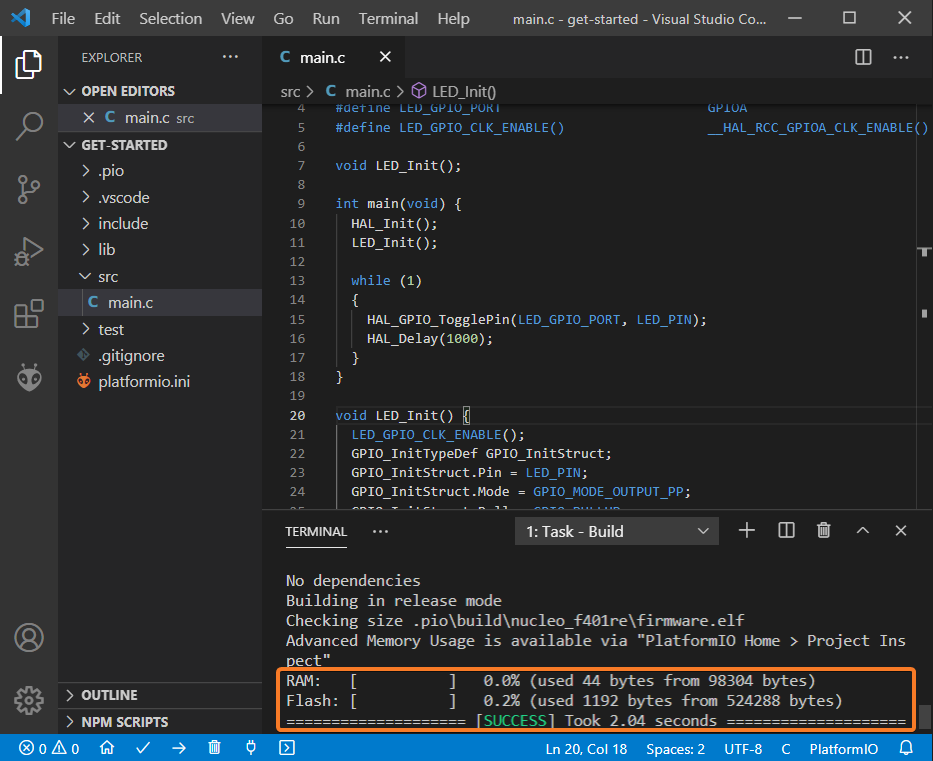 File Edit Selection View Go Run Terminal Help main.c - get-started - Visual Studio Co...
EXPLORER
OPEN EDITORS
C main.c src
GET-STARTED
.pio
.vscode
include
lib
src
C main.c
test
.gitignore
platformio.ini
OUTLINE
NPM SCRIPTS
C main.c
src > C main.c > LED_Init()
4 #define LED_GPIO_PORT GPIOA
5 #define LED_GPIO_CLK_ENABLE() __HAL_RCC_GPIOA_CLK_ENABLE()
6
7 void LED_Init();
8
9 int main(void) {
10 HAL_Init();
11 LED_Init();
12
13 while (1)
14 {
15 HAL_GPIO_TogglePin(LED_GPIO_PORT, LED_PIN);
16 HAL_Delay(1000);
17 }
18 }
19
20 void LED_Init() {
21 LED_GPIO_CLK_ENABLE();
22 GPIO_InitTypeDef GPIO_InitStruct;
23 GPIO_InitStruct.Pin = LED_PIN;
24 GPIO_InitStruct.Mode = GPIO_MODE_OUTPUT_PP;
TERMINAL 1: Task - Build
No dependencies
Building in release mode
Checking size .pio\build\nucleo_f401re\firmware.elf
Advanced Memory Usage is available via "PlatformIO Home > Project Ins
pect"
RAM: [ ] 0.0% (used 44 bytes from 98304 bytes)
Flash: [ ] 0.2% (used 1192 bytes from 524288 bytes)
==================== [SUCCESS] Took 2.04 seconds ====================
0 0 Ln 20, Col 18 Spaces: 2 UTF-8 C PlatformIO